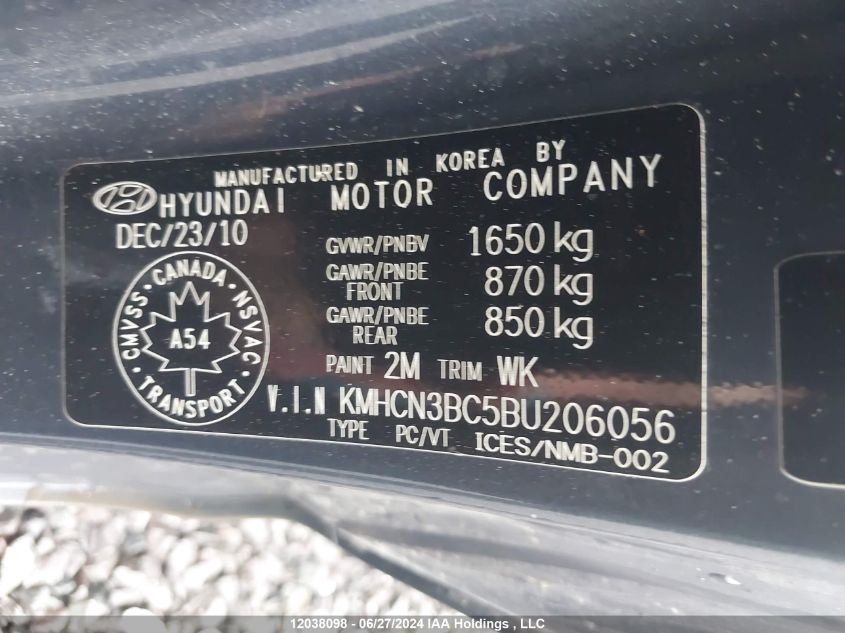 MANUFACTURED IN KOREA BY
HYUNDAI MOTOR COMPANY
DEC/23/10
GVWR/PNBV 1650 kg
GAWR/PNBE FRONT 870 kg
GAWR/PNBE REAR 850 kg
CANADA
CMVSS · NSVAC
A54
TRANSPORT
PAINT 2M TRIM WK
V.I.N KMHCN3BC5BU206056
TYPE PC/VT ICES/NMB-002
12038098 - 06/27/2024 IAA Holdings , LLC